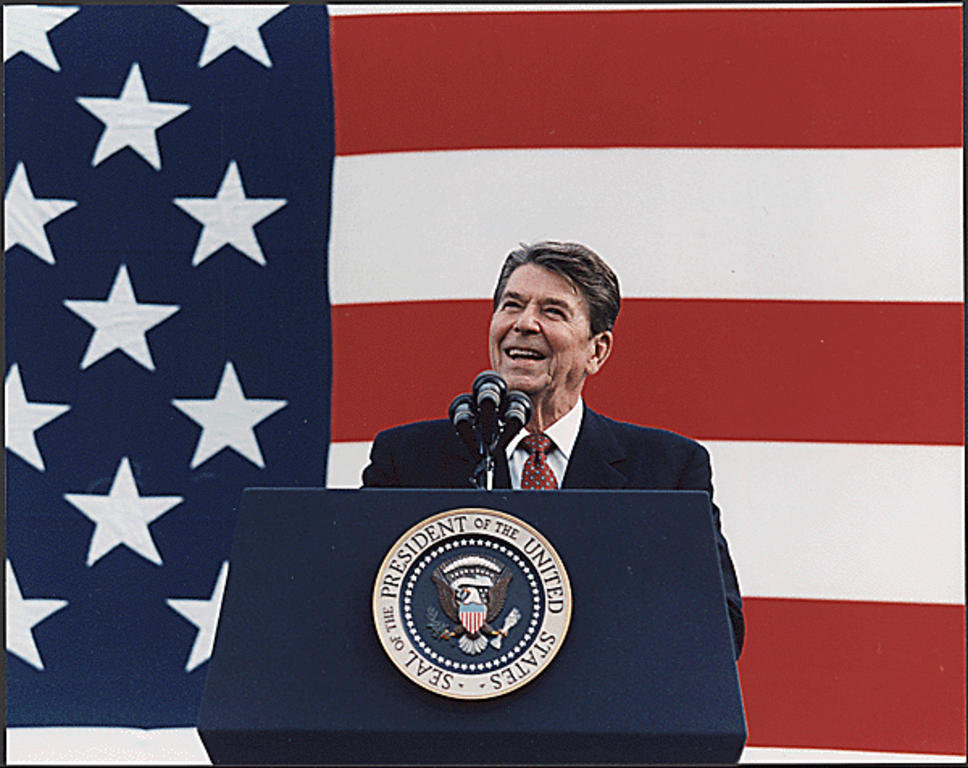 SEAL OF THE PRESIDENT OF THE UNITED STATES